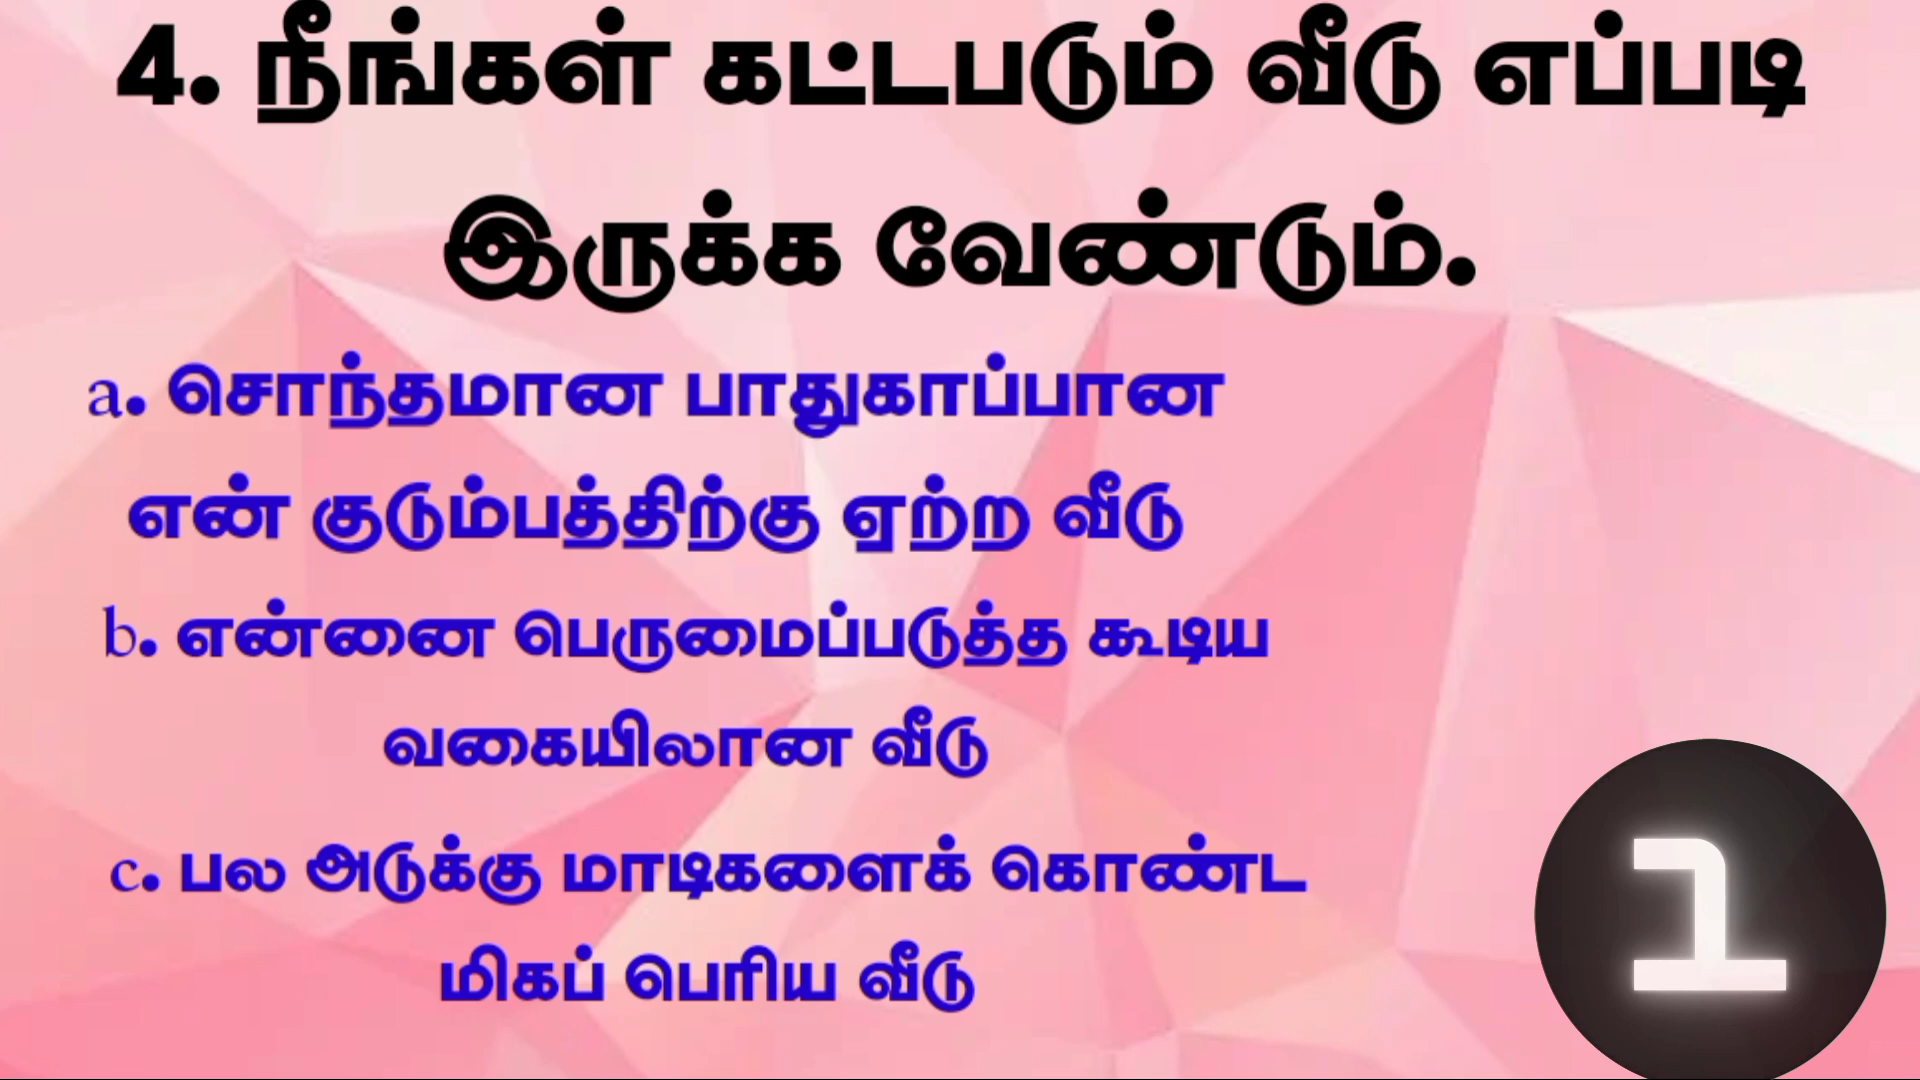 4. நீங்கள் கட்டபடும் வீடு எப்படி
இருக்க வேண்டும்.
a. சொந்தமான பாதுகாப்பான
என் குடும்பத்திற்கு ஏற்ற வீடு
b. என்னை பெருமைப்படுத்த கூடிய
வகையிலான வீடு
c. பல அடுக்கு மாடிகளைக் கொண்ட
மிகப் பெரிய வீடு
1